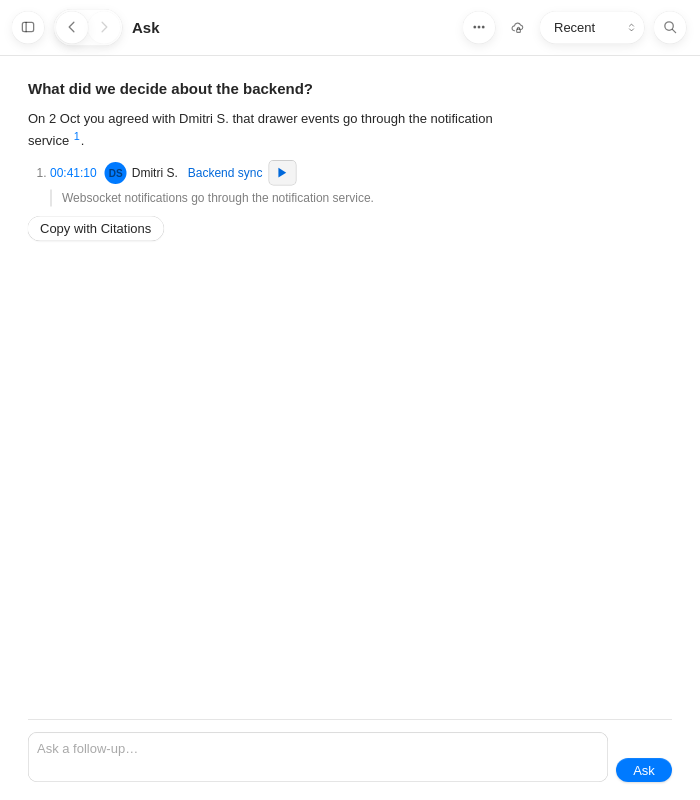 Ask
Recent
What did we decide about the backend?
On 2 Oct you agreed with Dmitri S. that drawer events go through the notification
service 1.
1. 00:41:10 DS Dmitri S. Backend sync
Websocket notifications go through the notification service.
Copy with Citations
Ask a follow-up…
Ask